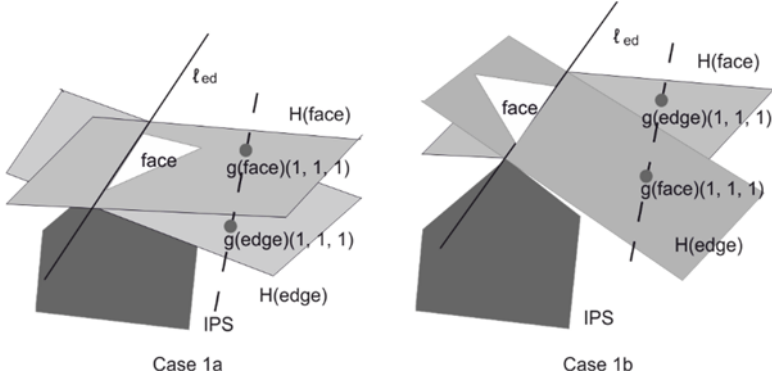 ℓed
H(face)
face
g(face)(1, 1, 1)
g(edge)(1, 1, 1)
H(edge)
IPS
Case 1a
ℓed
H(face)
face
g(edge)(1, 1, 1)
g(face)(1, 1, 1)
H(edge)
IPS
Case 1b